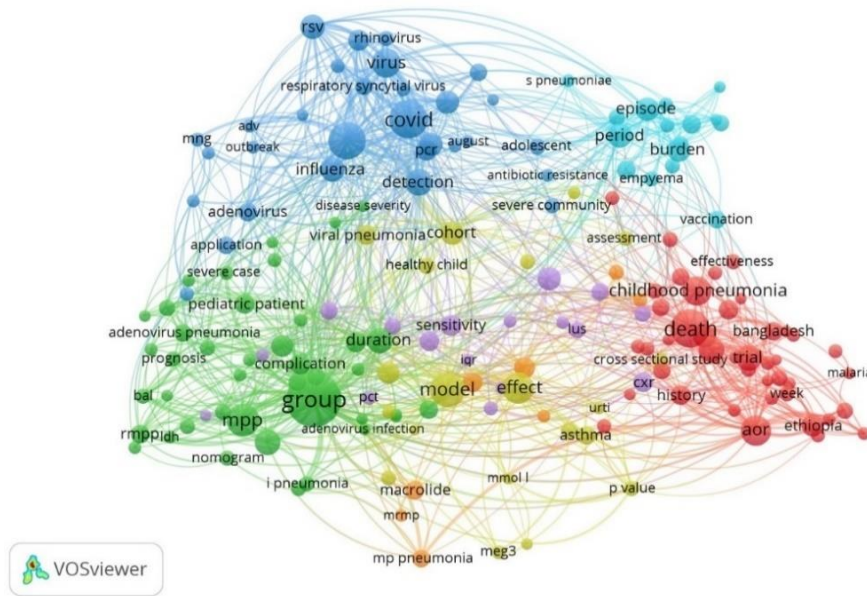 rsv
rhinovirus
virus
respiratory syncytial virus
s pneumoniae
episode
covid
period
adv
mng
outbreak
pcr
august
adolescent
burden
influenza
detection
antibiotic resistance
empyema
disease severity
severe community
adenovirus
vaccination
viral pneumonia
cohort
application
assessment
severe case
healthy child
effectiveness
pediatric patient
childhood pneumonia
adenovirus pneumonia
duration
sensitivity
lus
death
bangladesh
prognosis
complication
iqr
cross sectional study
trial
malaria
bal
group
pct
model
effect
cxr
history
week
urti
mpp
rmpp
ldh
adenovirus infection
asthma
aor
ethiopia
nomogram
i pneumonia
macrolide
mmol l
p value
mrmp
mp pneumonia
meg3
VOSviewer